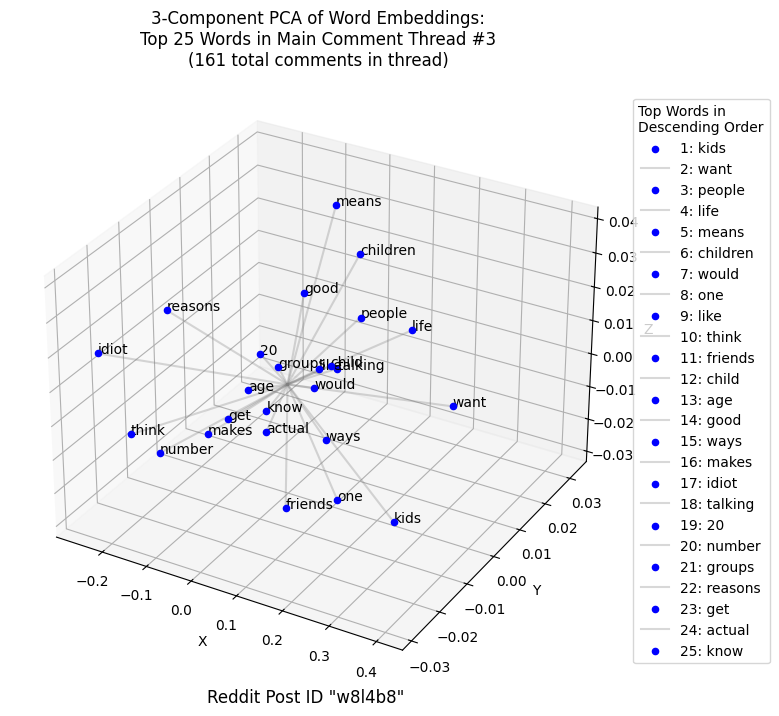 3-Component PCA of Word Embeddings:
Top 25 Words in Main Comment Thread #3
(161 total comments in thread)
Top Words in
Descending Order
1: kids
2: want
3: people
4: life
5: means
6: children
7: would
8: one
9: like
10: think
11: friends
12: child
13: age
14: good
15: ways
16: makes
17: idiot
18: talking
19: 20
20: number
21: groups
22: reasons
23: get
24: actual
25: know
means
children
good
reasons
people
life
idiot
20
groups
child
talking
would
age
want
know
get
think
makes
actual
ways
number
one
friends
kids
0.04
0.03
0.02
0.01
0.00
−0.01
−0.02
−0.03
Z
0.03
0.02
0.01
0.00
−0.01
−0.02
−0.03
Y
−0.2
−0.1
0.0
0.1
0.2
0.3
0.4
X
Reddit Post ID "w8l4b8"